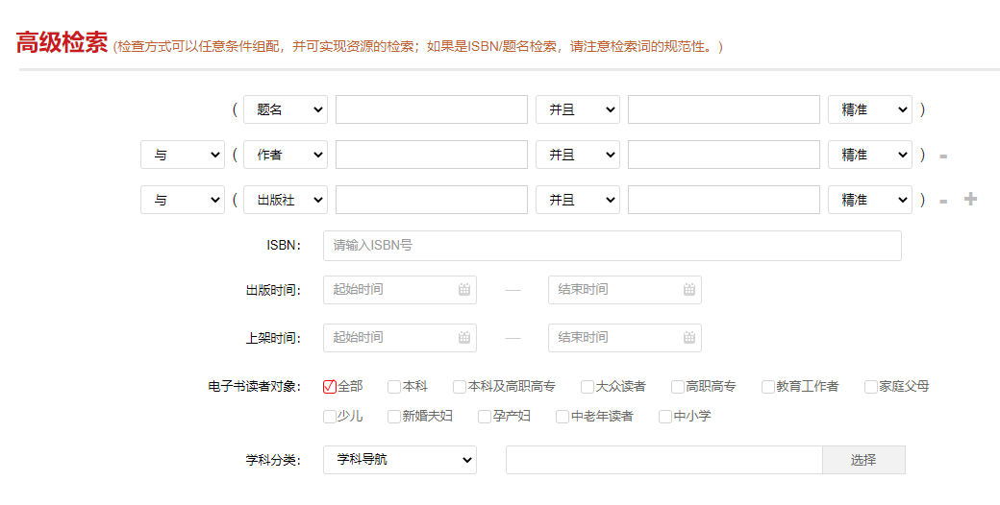 高级检索 (检查方式可以任意条件组配，并可实现资源的检索；如果是ISBN/题名检索，请注意检索词的规范性。)
( 题名 并且 精准 )
与 ( 作者 并且 精准 ) -
与 ( 出版社 并且 精准 ) - +
ISBN： 请输入ISBN号
出版时间： 起始时间 — 结束时间
上架时间： 起始时间 — 结束时间
电子书读者对象： 全部 本科 本科及高职高专 大众读者 高职高专 教育工作者 家庭父母
少儿 新婚夫妇 孕产妇 中老年读者 中小学
学科分类： 学科导航 选择